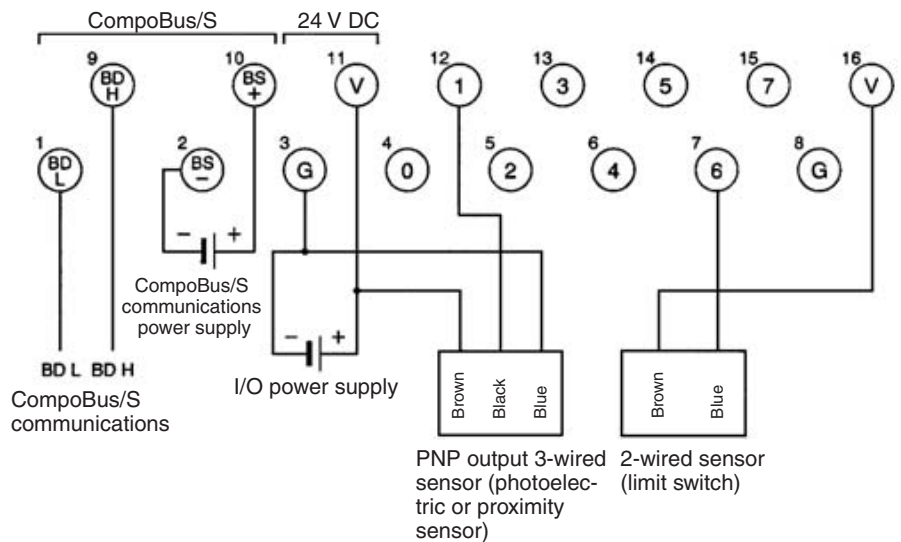 CompoBus/S 24 V DC
9 10 11 12 13 14 15 16
BD H BS + V 1 3 5 7 V
1 2 3 4 5 6 7 8
BD L BS − G 0 2 4 6 G
− +
CompoBus/S
communications
power supply
− +
BD L BD H
I/O power supply
CompoBus/S
communications
Brown
Black
Blue
Brown
Blue
PNP output 3-wired
sensor (photoelec-
tric or proximity
sensor)
2-wired sensor
(limit switch)